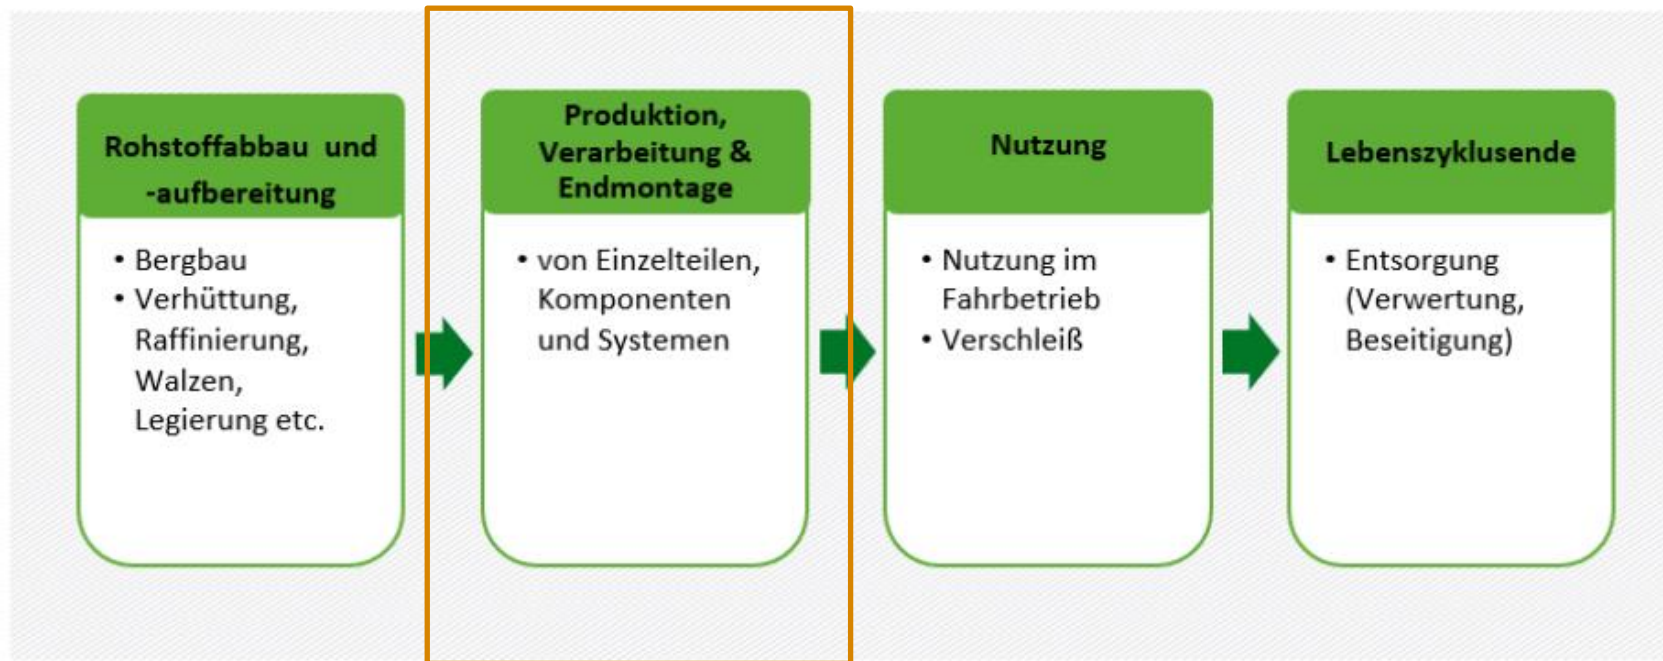 Rohstoffabbau und
-aufbereitung
• Bergbau
• Verhüttung,
Raffinierung,
Walzen,
Legierung etc.
Produktion,
Verarbeitung &
Endmontage
• von Einzelteilen,
Komponenten
und Systemen
Nutzung
• Nutzung im
Fahrbetrieb
• Verschleiß
Lebenszyklusende
• Entsorgung
(Verwertung,
Beseitigung)